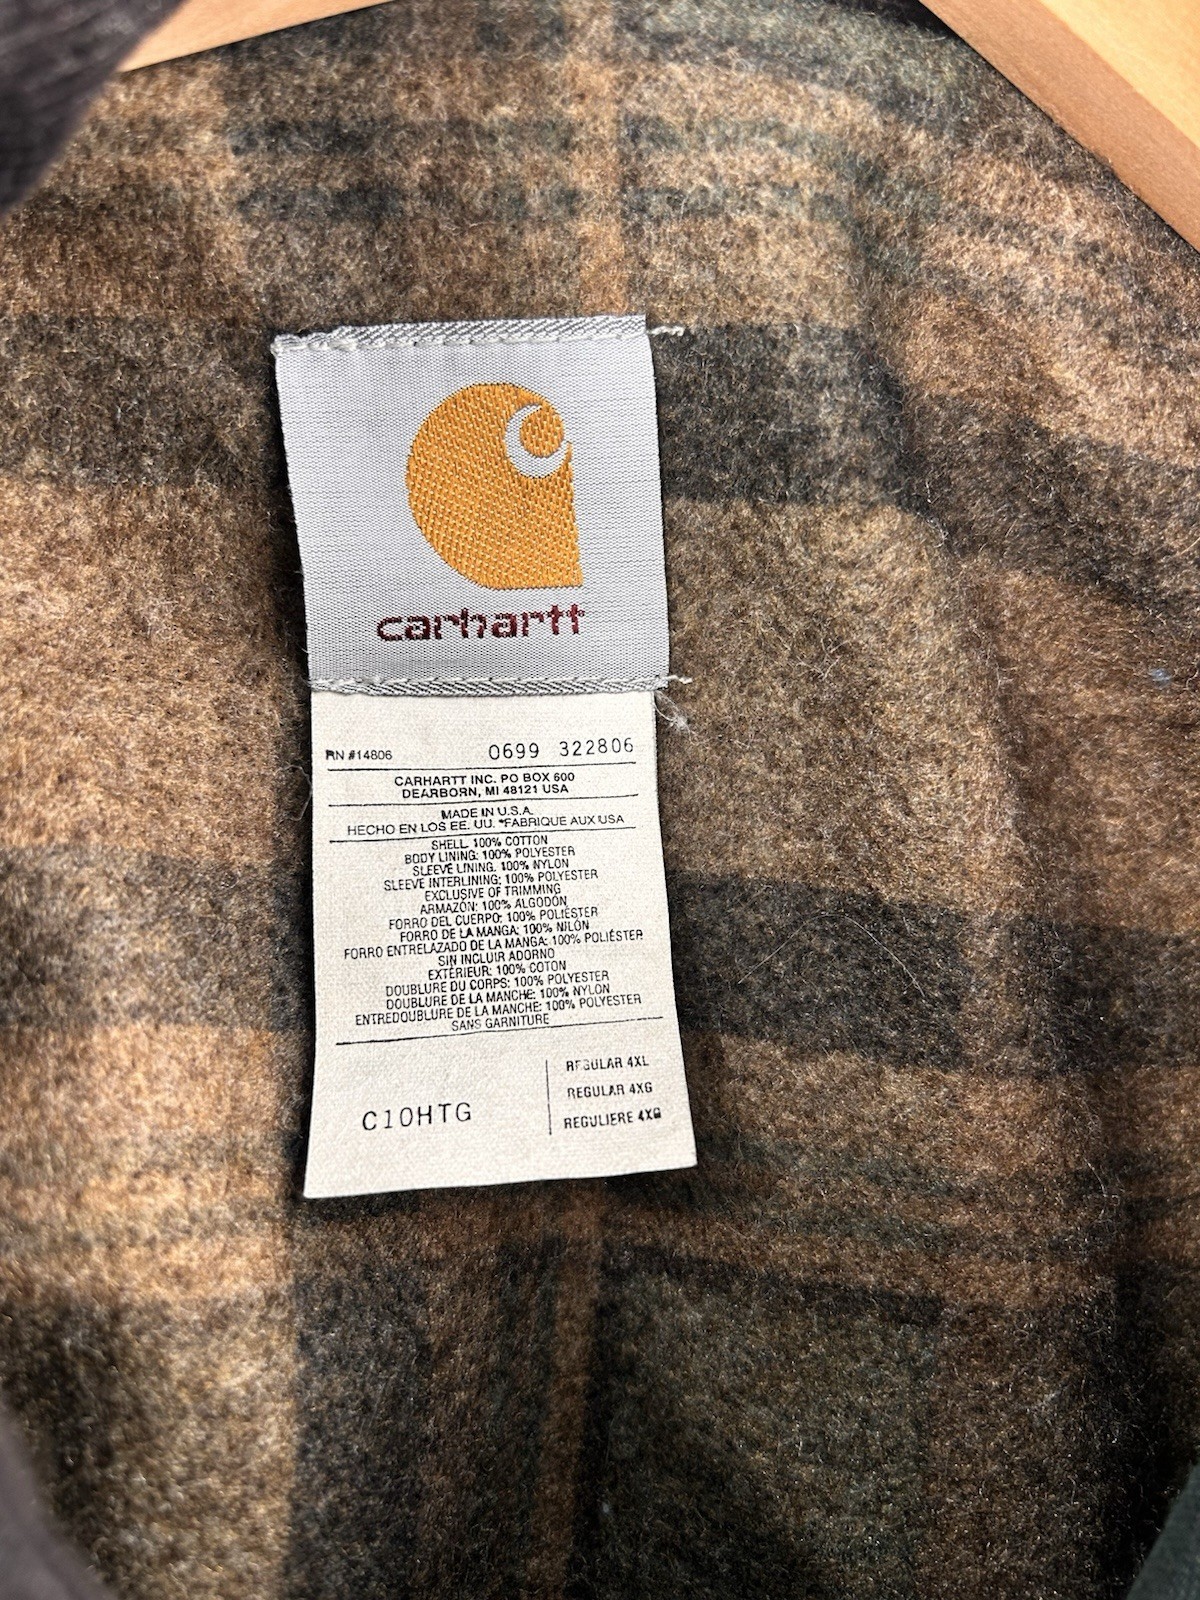 carhartt
RN #14806 0699 322806
CARHARTT INC. PO BOX 600
DEARBORN, MI 48121 USA
MADE IN U.S.A.
HECHO EN LOS EE. UU. *FABRIQUE AUX USA
SHELL 100% COTTON
BODY LINING: 100% POLYESTER
SLEEVE LINING. 100% NYLON
SLEEVE INTERLINING: 100% POLYESTER
EXCLUSIVE OF TRIMMING
ARMAZÓN: 100% ALGODÓN
FORRO DEL CUERPO: 100% POLIÉSTER
FORRO DE LA MANGA: 100% NILÓN
FORRO ENTRELAZADO DE LA MANGA: 100% POLIÉSTER
SIN INCLUIR ADORNO
EXTÉRIEUR: 100% COTON
DOUBLURE DU CORPS: 100% POLYESTER
DOUBLURE DE LA MANCHE: 100% NYLON
ENTREDOUBLURE DE LA MANCHE: 100% POLYESTER
SANS GARNITURE
C10HTG
REGULAR 4XL
REGULAR 4XG
REGULIERE 4XG